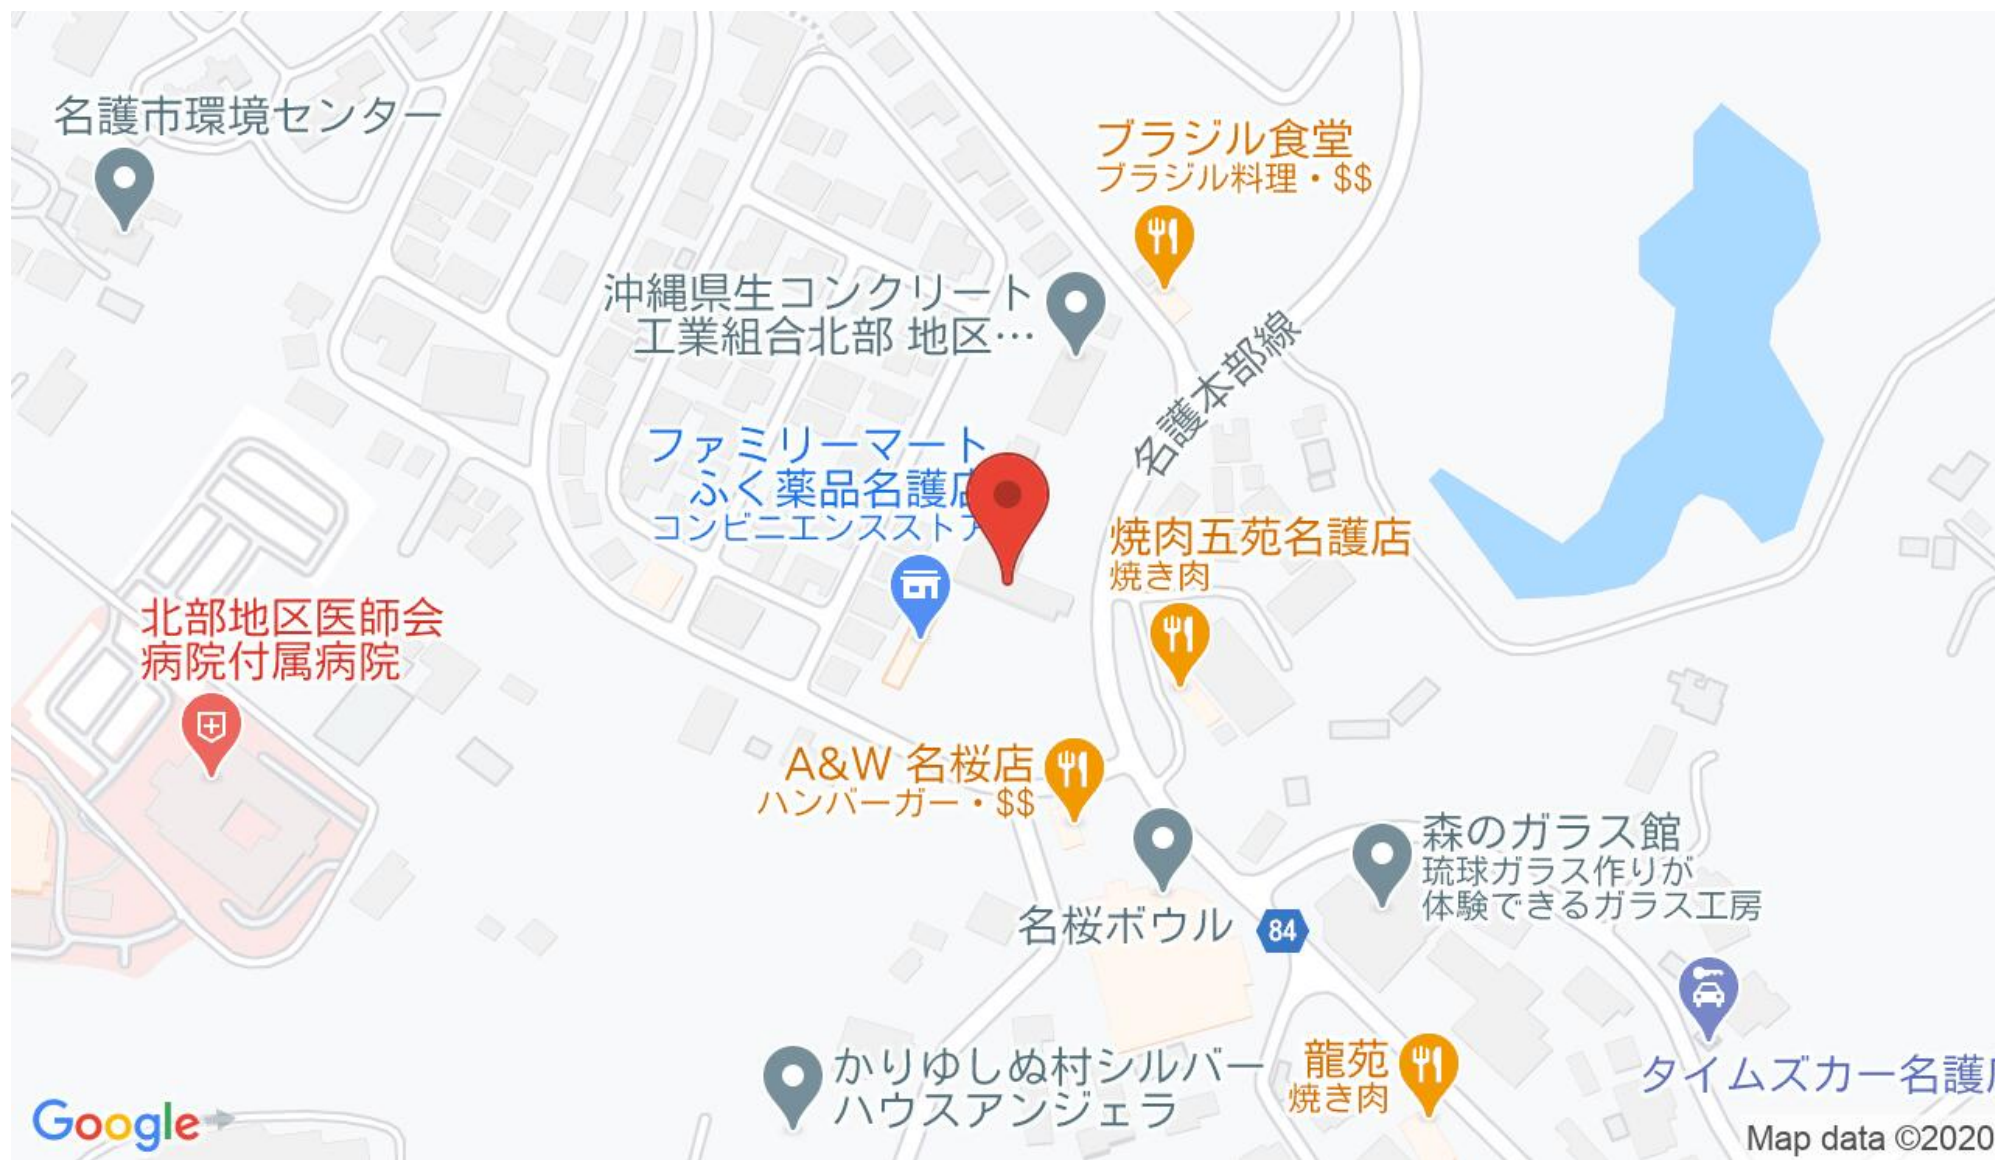 名護市環境センター
ブラジル食堂
ブラジル料理・$$
沖縄県生コンクリート
工業組合北部 地区…
名護本部線
ファミリーマート
ふく薬品名護店
コンビニエンスストア
焼肉五苑名護店
焼き肉
北部地区医師会
病院付属病院
A&W 名桜店
ハンバーガー・$$
森のガラス館
琉球ガラス作りが
体験できるガラス工房
名桜ボウル
84
かりゆしぬ村シルバー
ハウスアンジェラ
龍苑
焼き肉
タイムズカー名護店
Google
Map data ©2020